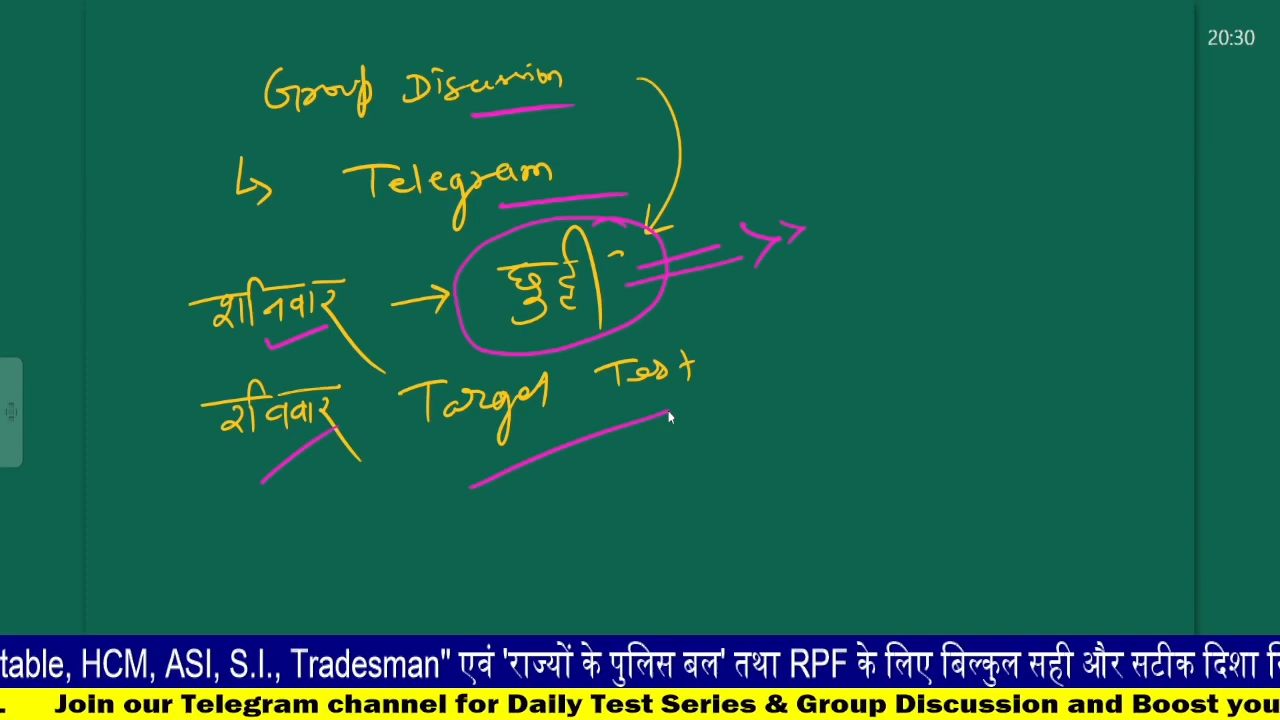 20:30
Group Discussion
↳ Telegram
शनिवार → छुट्टी
रविवार Target Test
table, HCM, ASI, S.I., Tradesman" एवं 'राज्यों के पुलिस बल' तथा RPF के लिए बिल्कुल सही और सटीक दिशा
. Join our Telegram channel for Daily Test Series & Group Discussion and Boost you